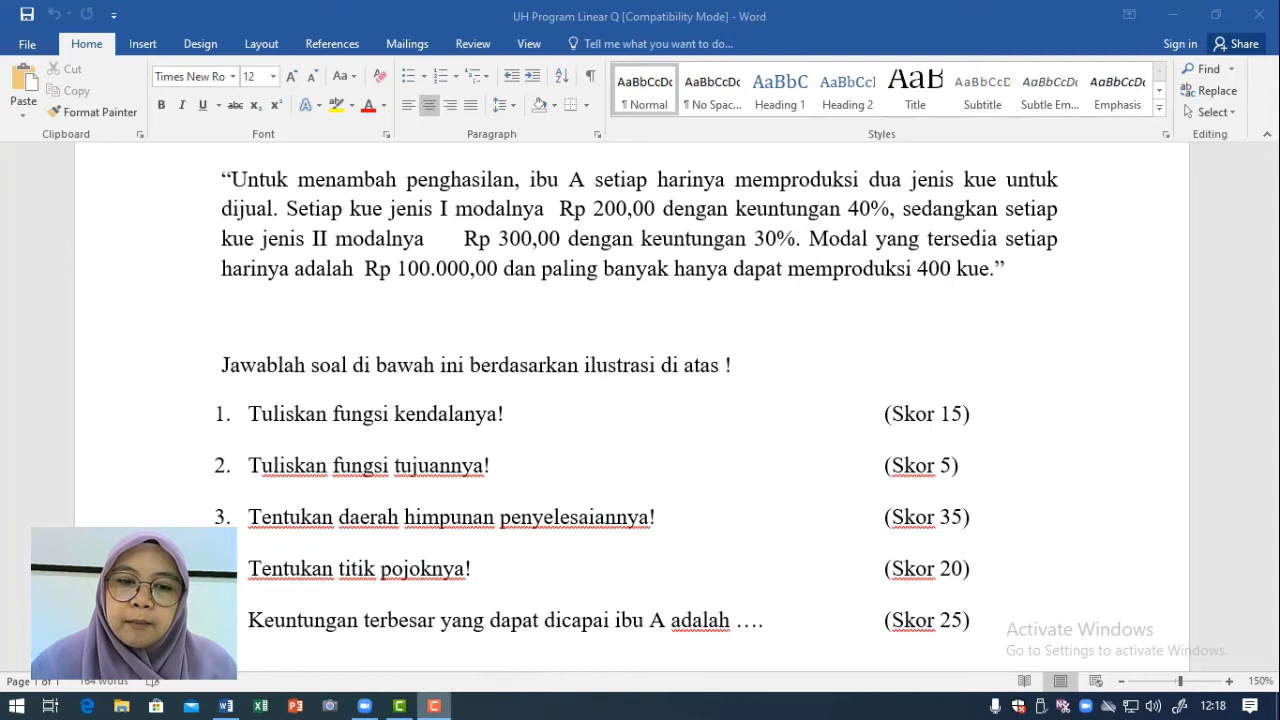 UH Program Linear Q [Compatibility Mode] - Word
File Home Insert Design Layout References Mailings Review View Tell me what you want to do... Sign in Share
Paste Cut Copy Format Painter
Times New Ro 12
AaBbCcDc AaBbCcDc AaBbC AaBbCcI AaB AaBbCcD AaBbCcDc AaBbCcDc
¶ Normal ¶ No Spac... Heading 1 Heading 2 Title Subtitle Subtle Em... Emphasis
Find Replace Select
Clipboard Font Paragraph Styles Editing
“Untuk menambah penghasilan, ibu A setiap harinya memproduksi dua jenis kue untuk
dijual. Setiap kue jenis I modalnya Rp 200,00 dengan keuntungan 40%, sedangkan setiap
kue jenis II modalnya Rp 300,00 dengan keuntungan 30%. Modal yang tersedia setiap
harinya adalah Rp 100.000,00 dan paling banyak hanya dapat memproduksi 400 kue.”
Jawablah soal di bawah ini berdasarkan ilustrasi di atas !
1. Tuliskan fungsi kendalanya! (Skor 15)
2. Tuliskan fungsi tujuannya! (Skor 5)
3. Tentukan daerah himpunan penyelesaiannya! (Skor 35)
Tentukan titik pojoknya! (Skor 20)
Keuntungan terbesar yang dapat dicapai ibu A adalah …. (Skor 25)
Activate Windows
Go to Settings to activate Windows.
Page 1 of 1 164 words 150%
12:18